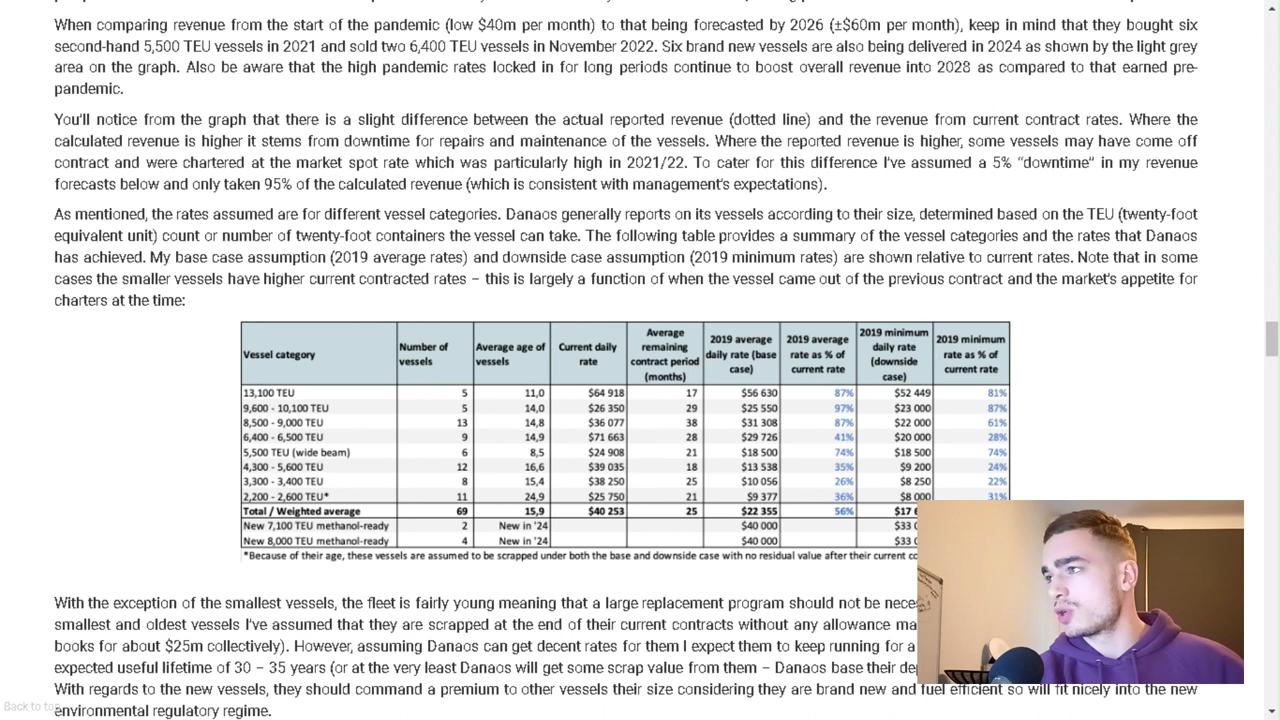 When comparing revenue from the start of the pandemic (low $40m per month) to that being forecasted by 2026 (±$60m per month), keep in mind that they bought six
second-hand 5,500 TEU vessels in 2021 and sold two 6,400 TEU vessels in November 2022. Six brand new vessels are also being delivered in 2024 as shown by the light grey
area on the graph. Also be aware that the high pandemic rates locked in for long periods continue to boost overall revenue into 2028 as compared to that earned pre-
pandemic.
You'll notice from the graph that there is a slight difference between the actual reported revenue (dotted line) and the revenue from current contract rates. Where the
calculated revenue is higher it stems from downtime for repairs and maintenance of the vessels. Where the reported revenue is higher, some vessels may have come off
contract and were chartered at the market spot rate which was particularly high in 2021/22. To cater for this difference I've assumed a 5% "downtime" in my revenue
forecasts below and only taken 95% of the calculated revenue (which is consistent with management's expectations).
As mentioned, the rates assumed are for different vessel categories. Danaos generally reports on its vessels according to their size, determined based on the TEU (twenty-foot
equivalent unit) count or number of twenty-foot containers the vessel can take. The following table provides a summary of the vessel categories and the rates that Danaos
has achieved. My base case assumption (2019 average rates) and downside case assumption (2019 minimum rates) are shown relative to current rates. Note that in some
cases the smaller vessels have higher current contracted rates – this is largely a function of when the vessel came out of the previous contract and the market's appetite for
charters at the time:
Vessel category Number of vessels Average age of vessels Current daily rate Average remaining contract period (months) 2019 average daily rate (base case) 2019 average rate as % of current rate 2019 minimum daily rate (downside case) 2019 minimum rate as % of current rate
13,100 TEU 5 11,0 $64 918 17 $56 630 87% $52 449 81%
9,600 - 10,100 TEU 5 14,0 $26 350 29 $25 550 97% $23 000 87%
8,500 - 9,000 TEU 13 14,8 $36 077 38 $31 308 87% $22 000 61%
6,400 - 6,500 TEU 9 14,9 $71 663 28 $29 726 41% $20 000 28%
5,500 TEU (wide beam) 6 8,5 $24 908 21 $18 500 74% $18 500 74%
4,300 - 5,600 TEU 12 16,6 $39 035 18 $13 538 35% $9 200 24%
3,300 - 3,400 TEU 8 15,4 $38 250 25 $10 056 26% $8 250 22%
2,200 - 2,600 TEU* 11 24,9 $25 750 21 $9 377 36% $8 000 31%
Total / Weighted average 69 15,9 $40 253 25 $22 355 56% $17
New 7,100 TEU methanol-ready 2 New in '24 $40 000 $33
New 8,000 TEU methanol-ready 4 New in '24 $40 000 $33
*Because of their age, these vessels are assumed to be scrapped under both the base and downside case with no residual value after their current
With the exception of the smallest vessels, the fleet is fairly young meaning that a large replacement program should not be
smallest and oldest vessels I've assumed that they are scrapped at the end of their current contracts without any allowance
books for about $25m collectively). However, assuming Danaos can get decent rates for them I expect them to keep running for a
expected useful lifetime of 30 – 35 years (or at the very least Danaos will get some scrap value from them – Danaos base their
With regards to the new vessels, they should command a premium to other vessels their size considering they are brand new and fuel efficient so will fit nicely into the new
environmental regulatory regime.
Back to top